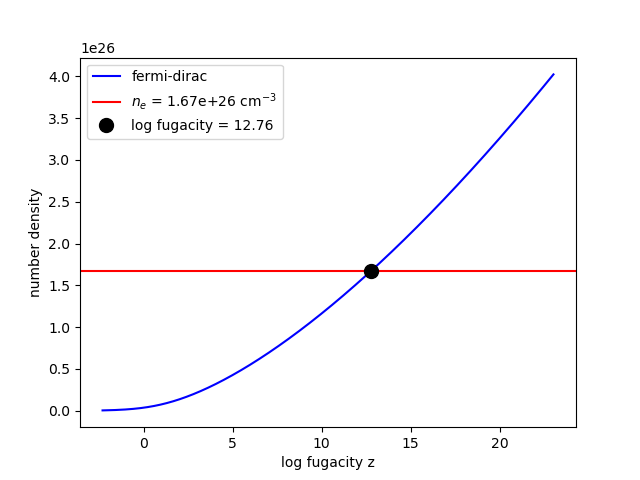 1e26
fermi-dirac
nₑ = 1.67e+26 cm⁻³
log fugacity = 12.76
4.0
3.5
3.0
2.5
2.0
1.5
1.0
0.5
0.0
number density
0 5 10 15 20
log fugacity z